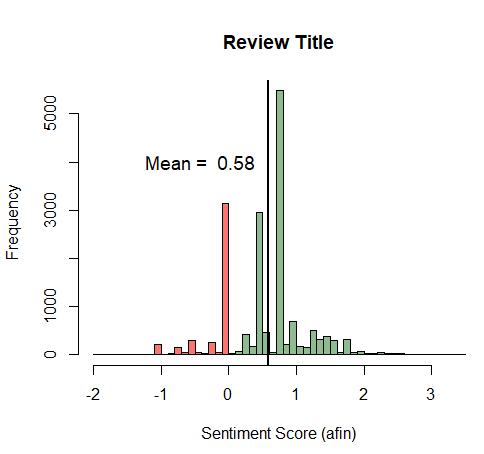 Review Title
Mean =  0.58
Frequency
5000
3000
1000
0
-2 -1 0 1 2 3
Sentiment Score (afin)